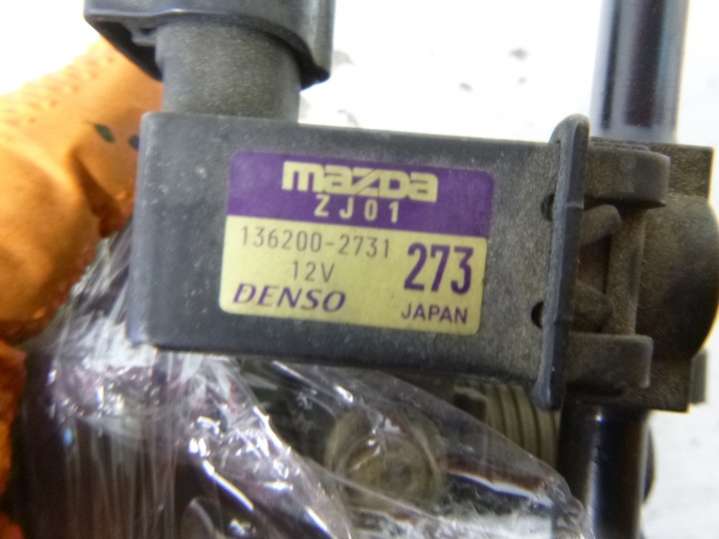 mazda
ZJ01
136200-2731
12V 273
DENSO JAPAN